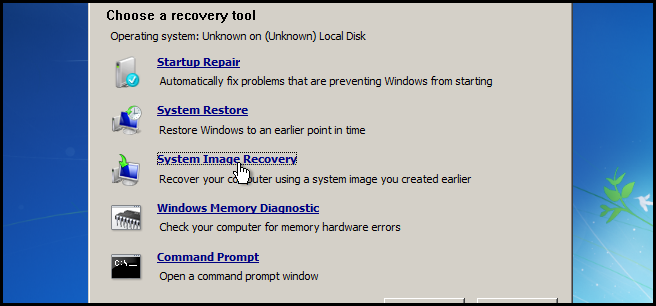 Choose a recovery tool
Operating system: Unknown on (Unknown) Local Disk
Startup Repair
Automatically fix problems that are preventing Windows from starting
System Restore
Restore Windows to an earlier point in time
System Image Recovery
Recover your computer using a system image you created earlier
Windows Memory Diagnostic
Check your computer for memory hardware errors
C:\
Command Prompt
Open a command prompt window